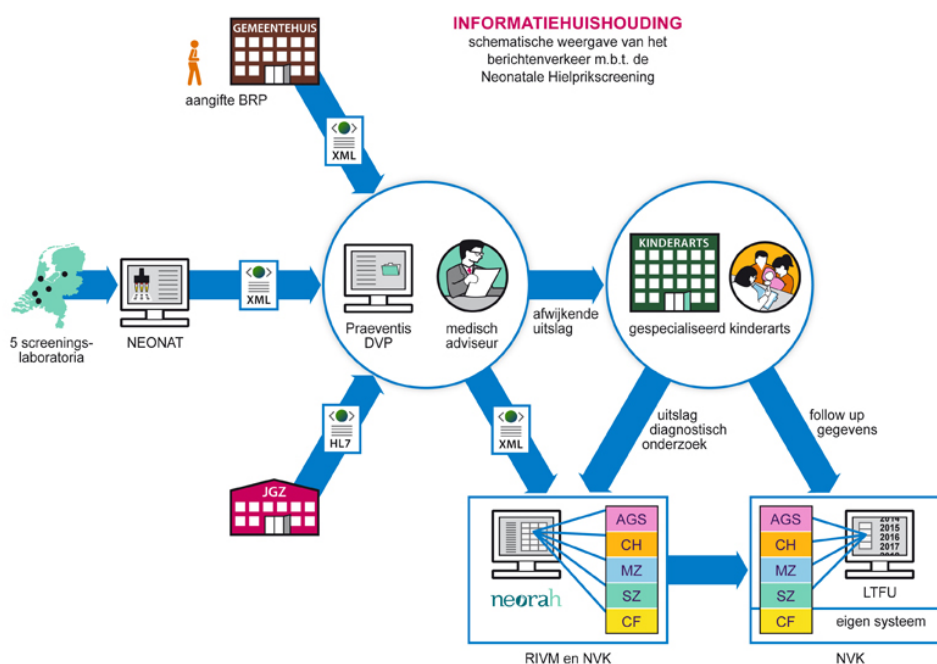 INFORMATIEHUISHOUDING
schematische weergave van het
berichtenverkeer m.b.t. de
Neonatale Hielprikscreening
GEMEENTEHUIS
aangifte BRP
XML
5 screenings-
laboratoria
NEONAT
XML
Praeventis
DVP
medisch
adviseur
afwijkende
uitslag
KINDERARTS
gespecialiseerd kinderarts
HL7
JGZ
XML
uitslag
diagnostisch
onderzoek
follow up
gegevens
AGS
CH
MZ
SZ
CF
neorah
RIVM en NVK
AGS
CH
MZ
SZ
CF
2014
2015
2016
2017
LTFU
eigen systeem
NVK